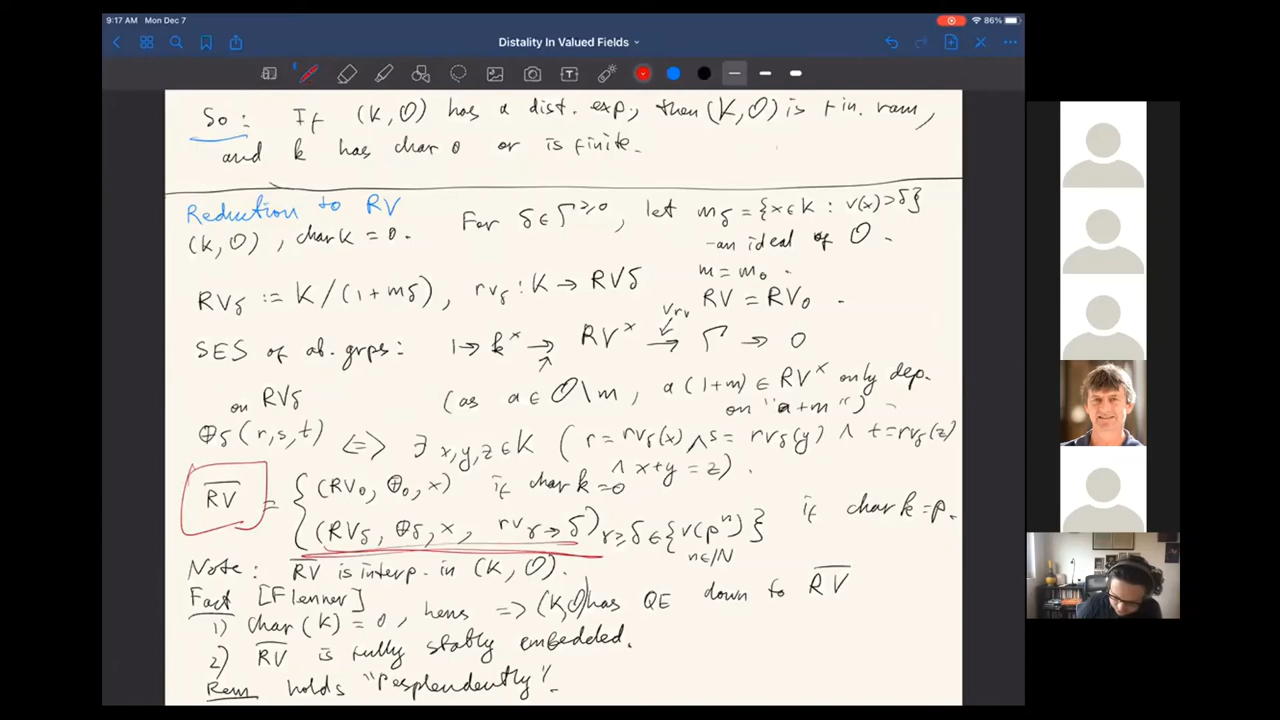 9:17 AM Mon Dec 7
86%
Distality In Valued Fields
So: If (K, O) has a dist. exp., then (K, O) is fin. ram,
and k has char 0 or is finite.
Reduction to RV
For δ ∈ Γ^{≥0}, let m_δ = {x ∈ K : v(x) > δ}
(K, O), char K = 0.
- an ideal of O.
m = m_0.
RV_δ := K/(1+m_δ), rv_δ : K → RV_δ
RV = RV_0.
v_rv
SES of ab. grps: 1 → k^× → RV^× → Γ → 0
(as a ∈ O \ m, a(1+m) ∈ RV^× only dep.
on "a+m")
on RV_δ
⊕_δ(r,s,t) ⟺ ∃ x,y,z ∈ K (r = rv_δ(x) ∧ s = rv_δ(y) ∧ t = rv_δ(z)
∧ x+y = z).
RV = { (RV_0, ⊕_0, ×) if char k = 0
(RV_δ, ⊕_δ, ×, rv_{γ→δ})_{γ ≥ δ ∈ {v(p^n)} n∈ℕ} if char k = p.
Note: RV is interp. in (K, O).
Fact [Flenner]
1) char(K) = 0, hens => (K, O) has QE down to RV
2) RV is fully stably embedded.
Rem holds "resplendently".